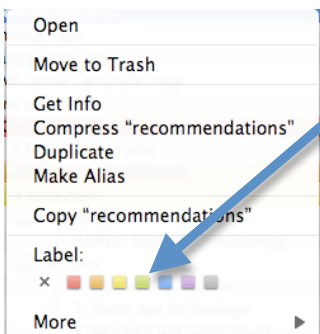 Open
Move to Trash
Get Info
Compress “recommendations”
Duplicate
Make Alias
Copy “recommendations”
Label:
×
More